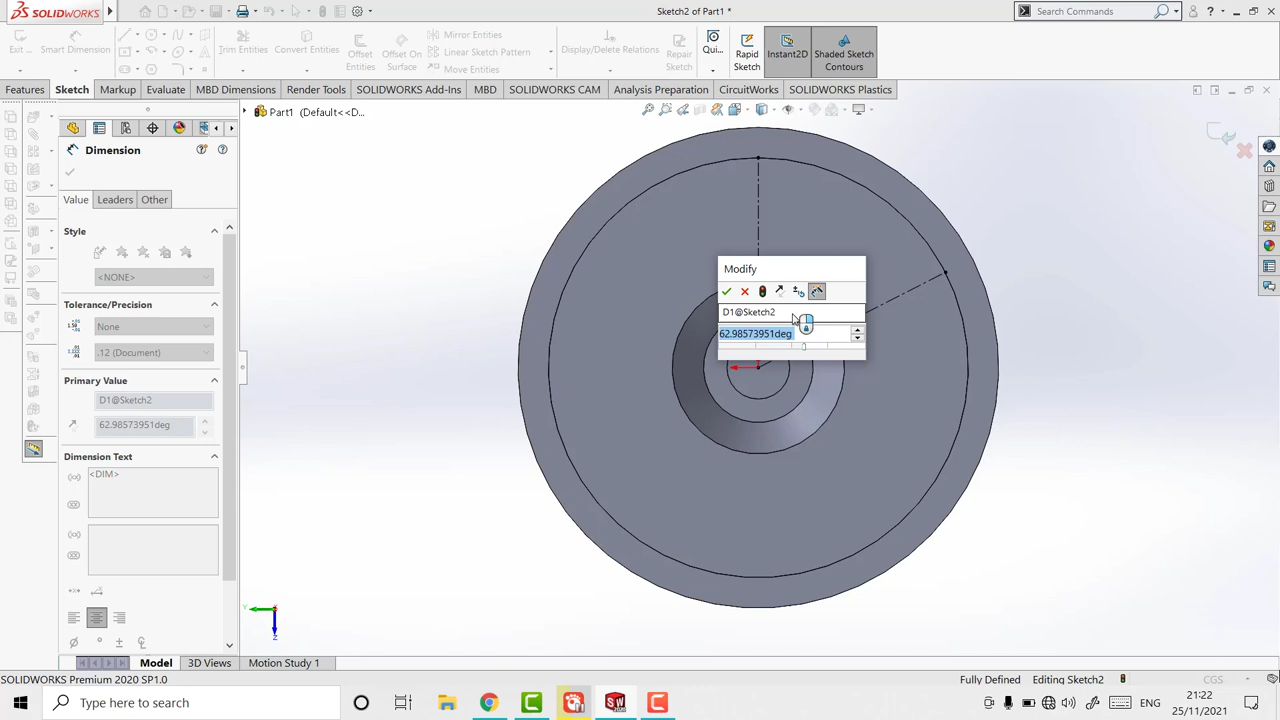 SOLIDWORKS
Sketch2 of Part1 *
Search Commands
Exit ...
Smart Dimension
Trim Entities
Convert Entities
Offset Entities
Offset On Surface
Mirror Entities
Linear Sketch Pattern
Move Entities
Display/Delete Relations
Repair Sketch
Qui...
Rapid Sketch
Instant2D
Shaded Sketch Contours
Features
Sketch
Markup
Evaluate
MBD Dimensions
Render Tools
SOLIDWORKS Add-Ins
MBD
SOLIDWORKS CAM
Analysis Preparation
CircuitWorks
SOLIDWORKS Plastics
Part1 (Default<<D...
Dimension
Value
Leaders
Other
Style
<NONE>
Tolerance/Precision
None
.12 (Document)
Primary Value
D1@Sketch2
62.98573951deg
Dimension Text
<DIM>
Modify
D1@Sketch2
62.98573951deg
Y
Z
Model
3D Views
Motion Study 1
SOLIDWORKS Premium 2020 SP1.0
Fully Defined
Editing Sketch2
CGS
Type here to search
ENG
21:22
25/11/2021